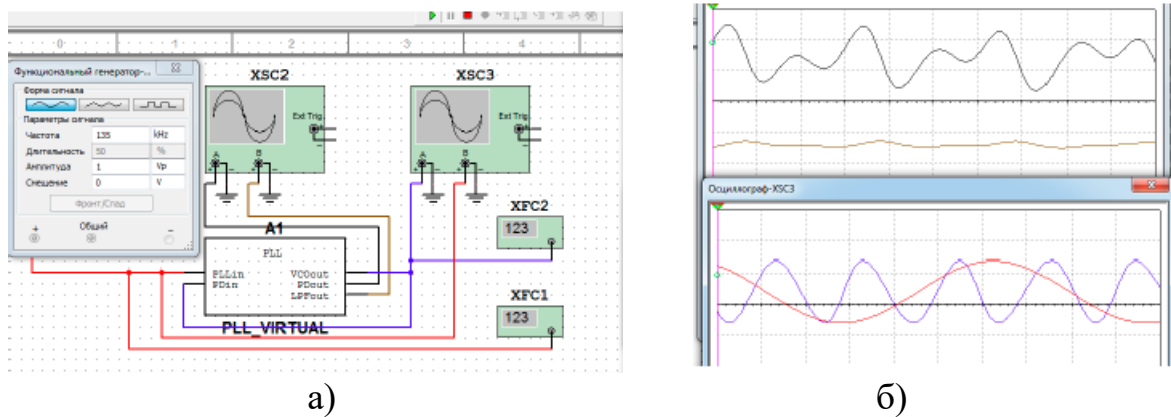 0 1 2 3 4
Функциональный генератор-...
Форма сигнала
Параметры сигнала
Частота 135 kHz
Длительность 50 %
Амплитуда 1 Vp
Смещение 0 V
Фронт/Спад
+ Общий -
XSC2
Ext Trig
A B
XSC3
Ext Trig
A B
XFC2
123
A1
PLL
PLLin VCOout
PDin PDout
LPFout
PLL_VIRTUAL
XFC1
123
Осциллограф-XSC3
а) б)